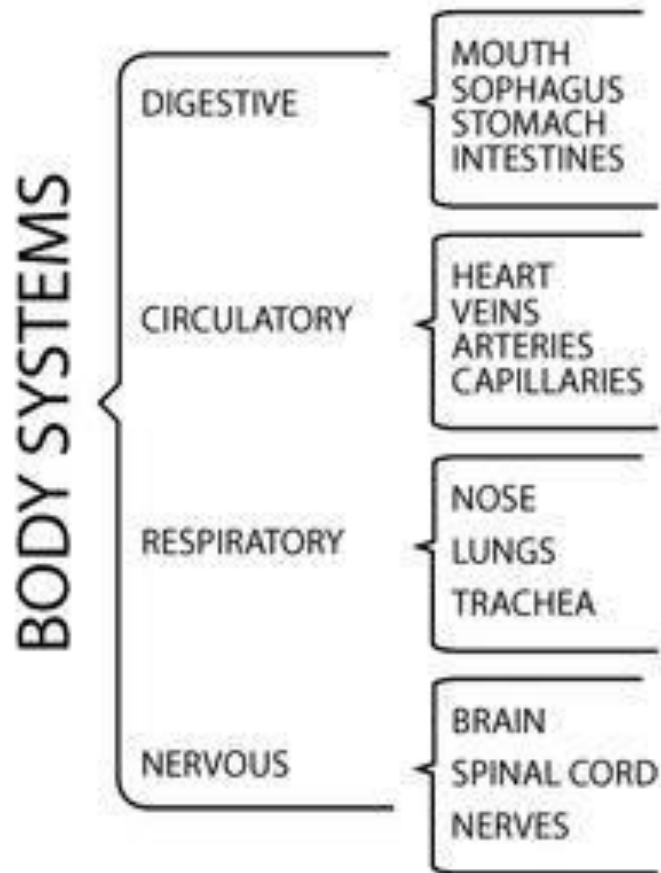 BODY SYSTEMS
DIGESTIVE
MOUTH
SOPHAGUS
STOMACH
INTESTINES
CIRCULATORY
HEART
VEINS
ARTERIES
CAPILLARIES
RESPIRATORY
NOSE
LUNGS
TRACHEA
NERVOUS
BRAIN
SPINAL CORD
NERVES